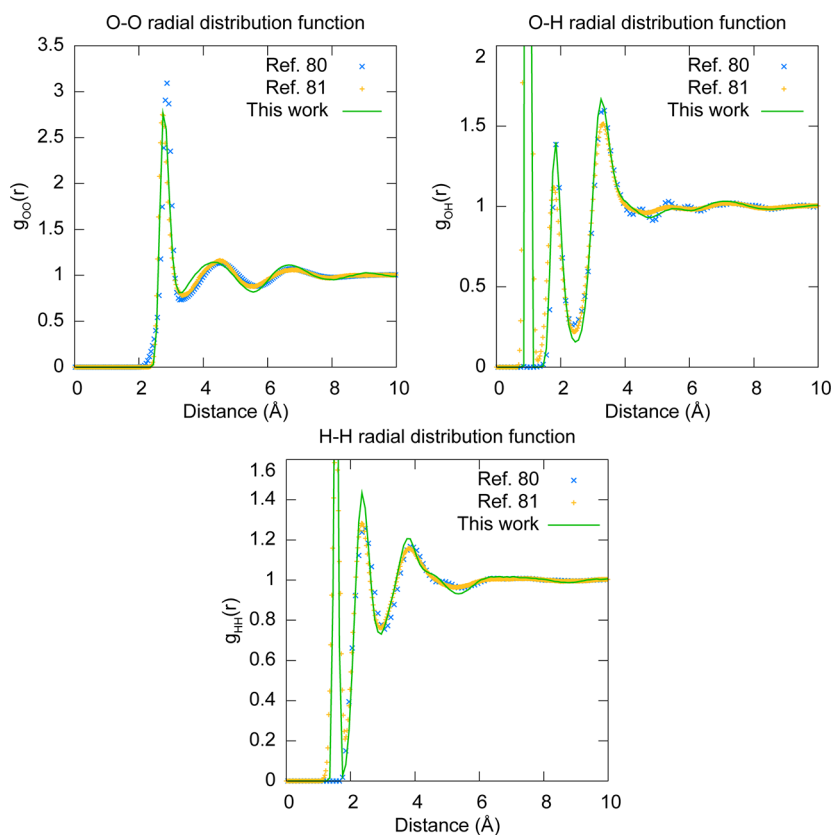 O-O radial distribution function
3.5
3
2.5
2
1.5
1
0.5
0
g_OO(r)
0 2 4 6 8 10
Distance (Å)
Ref. 80
Ref. 81
This work
O-H radial distribution function
2
1.5
1
0.5
0
g_OH(r)
0 2 4 6 8 10
Distance (Å)
Ref. 80
Ref. 81
This work
H-H radial distribution function
1.6
1.4
1.2
1
0.8
0.6
0.4
0.2
0
g_HH(r)
0 2 4 6 8 10
Distance (Å)
Ref. 80
Ref. 81
This work